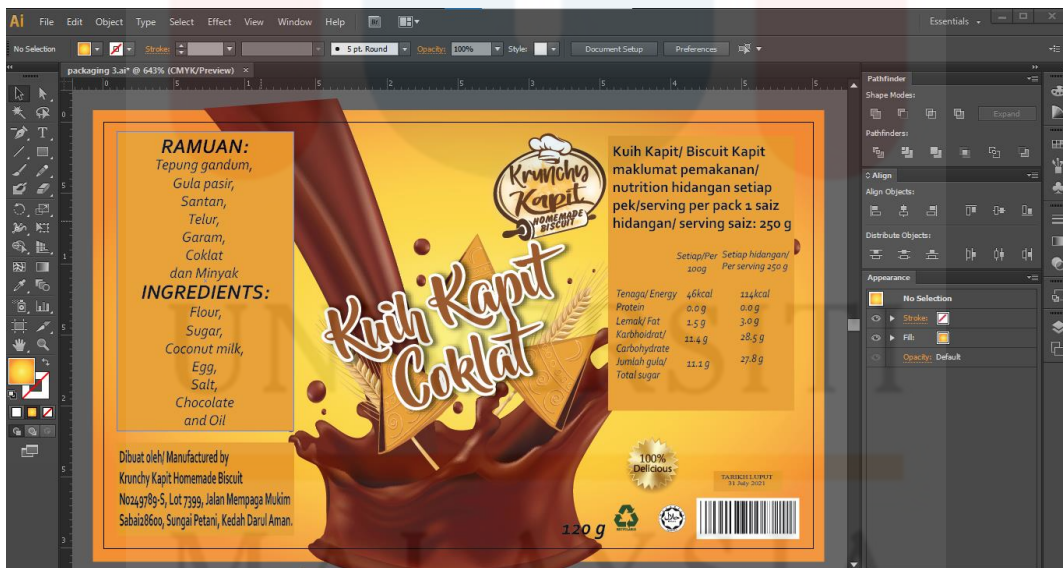 Ai File Edit Object Type Select Effect View Window Help Br Essentials
No Selection Stroke: 5 pt. Round Opacity: 100% Style: Document Setup Preferences
packaging 3.ai* @ 643% (CMYK/Preview) ×
RAMUAN:
Tepung gandum,
Gula pasir,
Santan,
Telur,
Garam,
Coklat
dan Minyak
INGREDIENTS:
Flour,
Sugar,
Coconut milk,
Egg,
Salt,
Chocolate
and Oil
Dibuat oleh/ Manufactured by
Krunchy Kapit Homemade Biscuit
No249789-S, Lot 7399, Jalan Mempaga Mukim
Sabai28600, Sungai Petani, Kedah Darul Aman.
Krunchy
Kapit
HOMEMADE
BISCUIT
Kuih Kapit
Coklat
Kuih Kapit/ Biscuit Kapit
maklumat pemakanan/
nutrition hidangan setiap
pek/serving per pack 1 saiz
hidangan/ serving saiz: 250 g
Setiap/Per 100g
Setiap hidangan/ Per serving 250 g
Tenaga/ Energy 46kcal 114kcal
Protein 0.0 g 0.0 g
Lemak/ Fat 1.5 g 3.0 g
Karbhoidrat/ Carbohydrate 11.4 g 28.5 g
Jumlah gula/ Total sugar 11.1 g 27.8 g
100%
Delicious
TARIKH LUPUT
31 July 2021
120 g
Pathfinder
Shape Modes:
Expand
Pathfinders:
Align
Align Objects:
Distribute Objects:
Appearance
No Selection
Stroke:
Fill:
Opacity: Default
UNIVERSITI
MALAYSIA